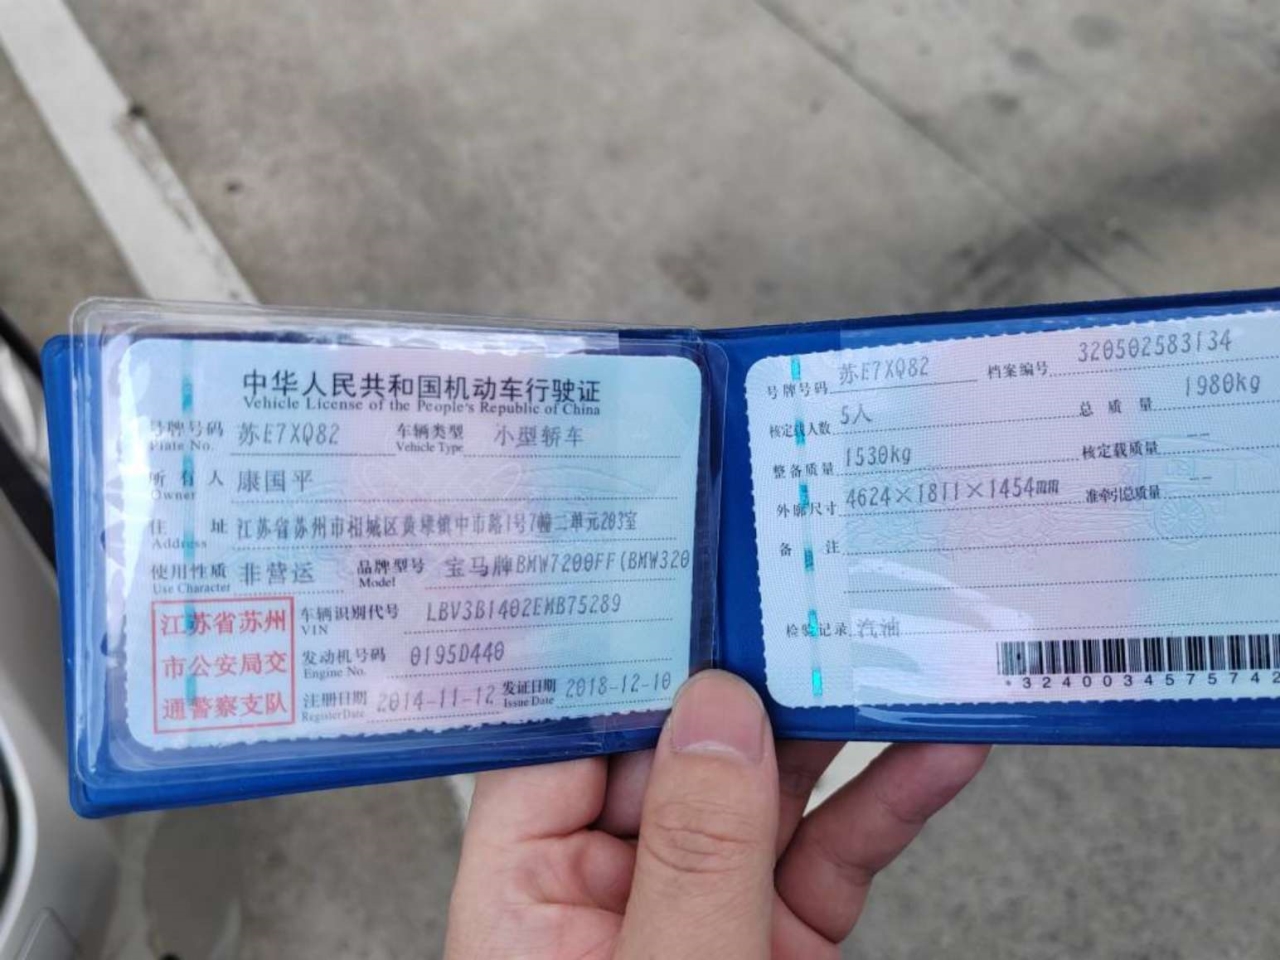 中华人民共和国机动车行驶证
Vehicle License of the People's Republic of China
号牌号码 苏E7XQ82 车辆类型 小型轿车
Plate No. Vehicle Type
所有人 康国平
Owner
住址 江苏省苏州市相城区黄埭镇中市路1号7幢二单元203室
Address
使用性质 非营运 品牌型号 宝马牌BMW7200FF(BMW320
Use Character Model
江苏省苏州
市公安局交
通警察支队
车辆识别代号 LBV3B1402EMB75289
VIN
发动机号码 0195D440
Engine No.
注册日期 2014-11-12 发证日期 2018-12-10
Register Date Issue Date
号牌号码 苏E7XQ82 档案编号 320502583134
核定载人数 5人 总质量 1980kg
整备质量 1530kg 核定载质量 --
外廓尺寸 4624×1811×1454mm 准牵引总质量 --
备注
检验记录 汽油
*3240034575742